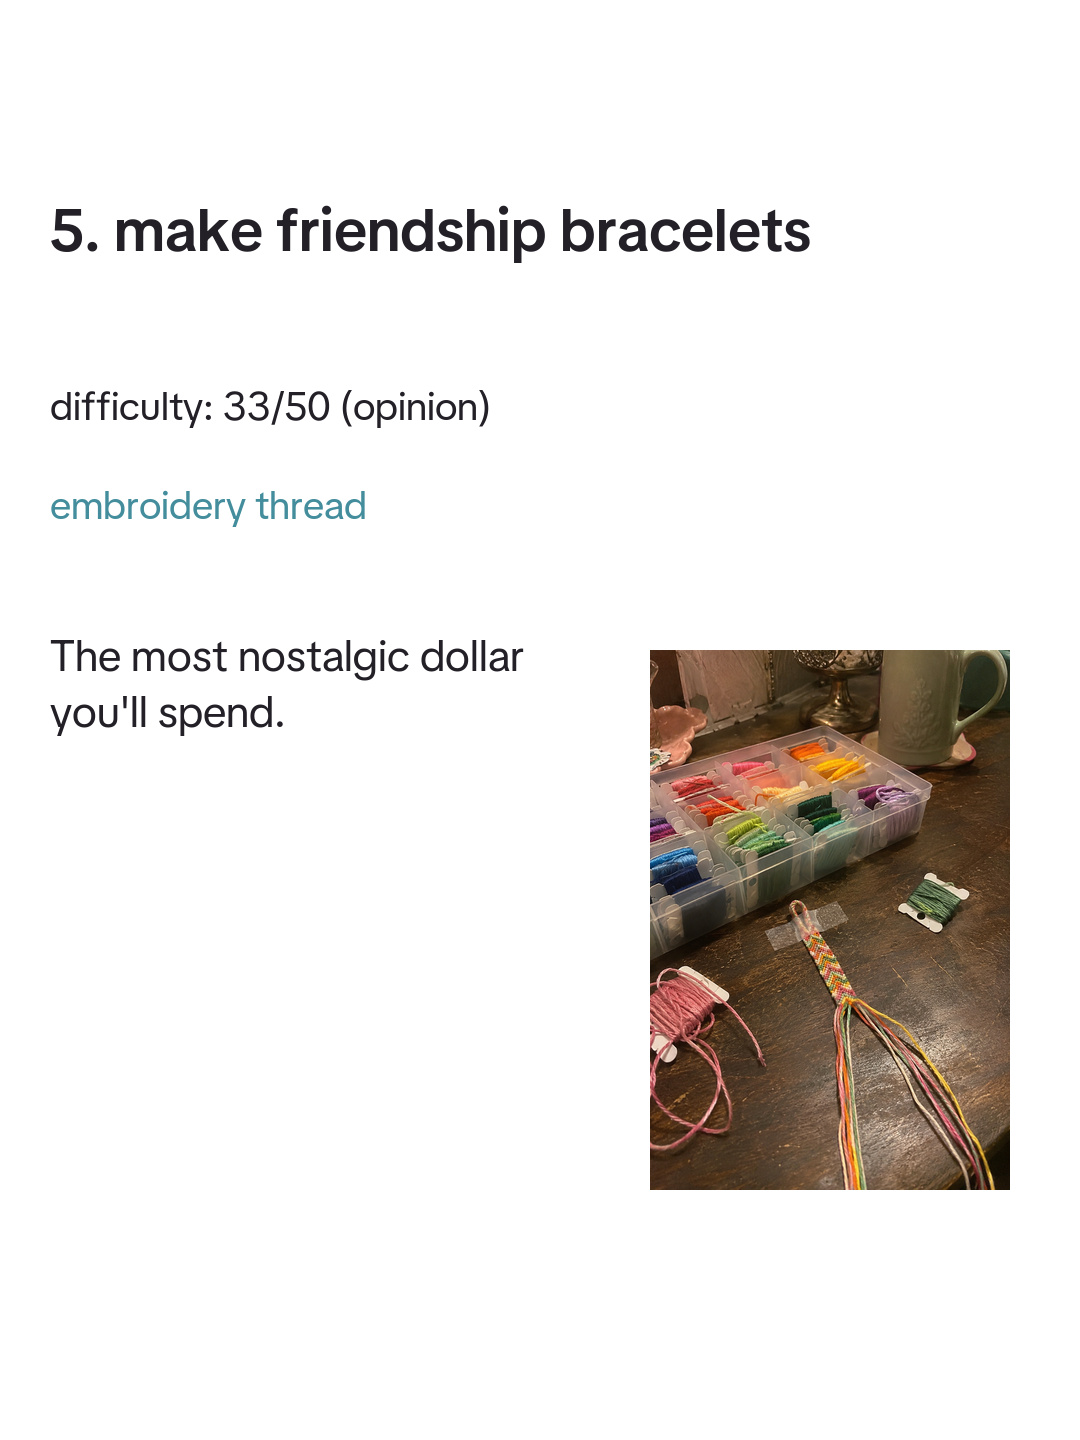 5. make friendship bracelets
difficulty: 33/50 (opinion)
embroidery thread
The most nostalgic dollar
you'll spend.